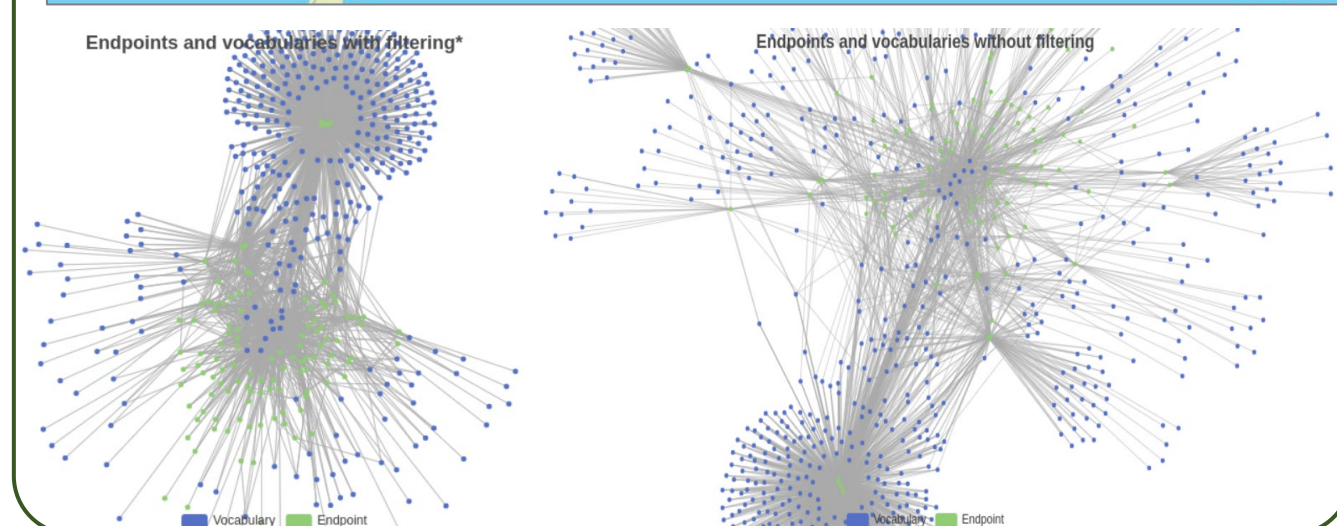 Endpoints and vocabularies with filtering*
Endpoints and vocabularies without filtering
Vocabulary Endpoint
Vocabulary Endpoint